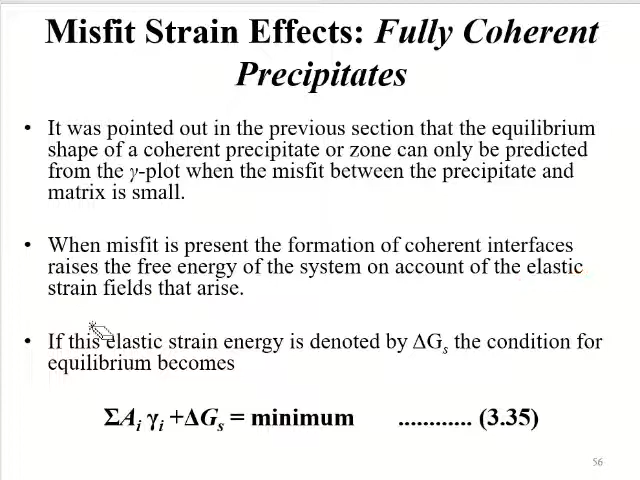 Misfit Strain Effects: Fully Coherent
Precipitates
• It was pointed out in the previous section that the equilibrium
shape of a coherent precipitate or zone can only be predicted
from the γ-plot when the misfit between the precipitate and
matrix is small.
• When misfit is present the formation of coherent interfaces
raises the free energy of the system on account of the elastic
strain fields that arise.
• If this elastic strain energy is denoted by ΔGs the condition for
equilibrium becomes
ΣAi γi +ΔGs = minimum ............ (3.35)
56